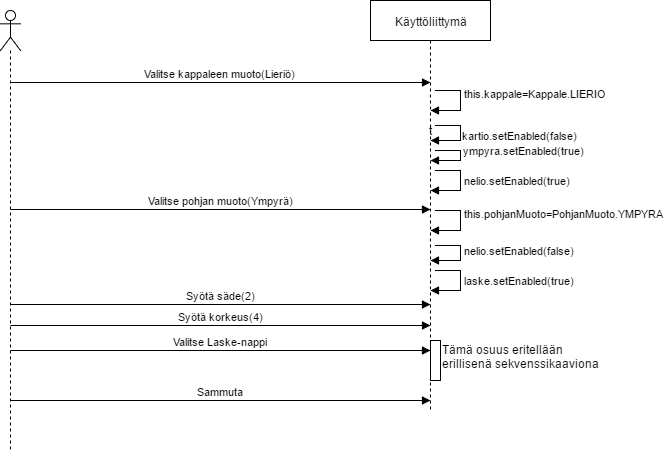 Käyttöliittymä
Valitse kappaleen muoto(Lieriö)
this.kappale=Kappale.LIERIO
t
kartio.setEnabled(false)
ympyra.setEnabled(true)
nelio.setEnabled(true)
Valitse pohjan muoto(Ympyrä)
this.pohjanMuoto=PohjanMuoto.YMPYRA
nelio.setEnabled(false)
laske.setEnabled(true)
Syötä säde(2)
Syötä korkeus(4)
Valitse Laske-nappi
Tämä osuus eritellään
erillisenä sekvenssikaaviona
Sammuta